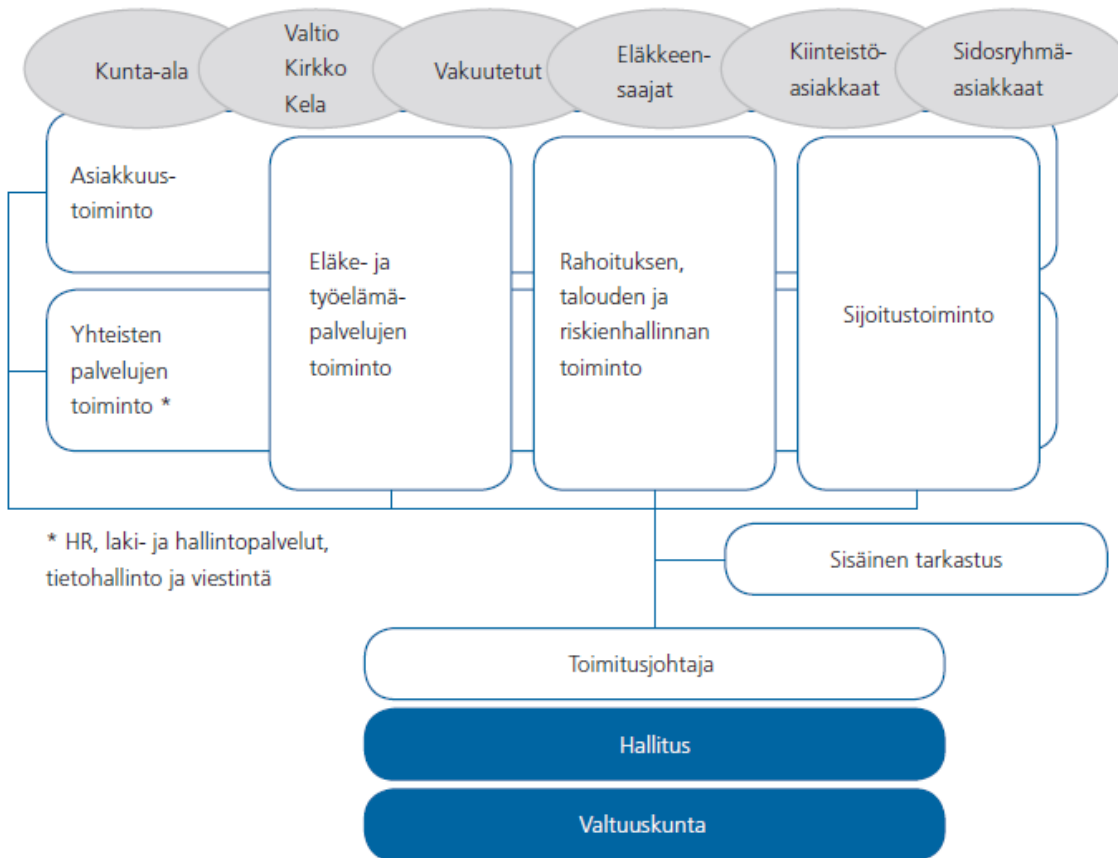 Kunta-ala
Valtio
Kirkko
Kela
Vakuutetut
Eläkkeen-
saajat
Kiinteistö-
asiakkaat
Sidosryhmä-
asiakkaat
Asiakkuus-
toiminto
Yhteisten
palvelujen
toiminto *
Eläke- ja
työelämä-
palvelujen
toiminto
Rahoituksen,
talouden ja
riskienhallinnan
toiminto
Sijoitustoiminto
* HR, laki- ja hallintopalvelut,
tietohallinto ja viestintä
Sisäinen tarkastus
Toimitusjohtaja
Hallitus
Valtuuskunta